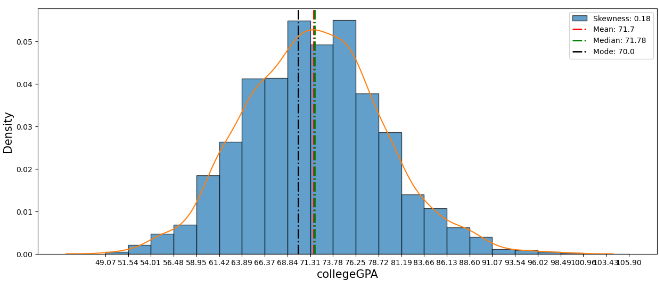 Skewness: 0.18
Mean: 71.7
Median: 71.78
Mode: 70.0
Density
0.05
0.04
0.03
0.02
0.01
0.00
49.07 51.54 54.01 56.48 58.95 61.42 63.89 66.37 68.84 71.31 73.78 76.25 78.72 81.19 83.66 86.13 88.60 91.07 93.54 96.02 98.49 100.96 103.43 105.90
collegeGPA